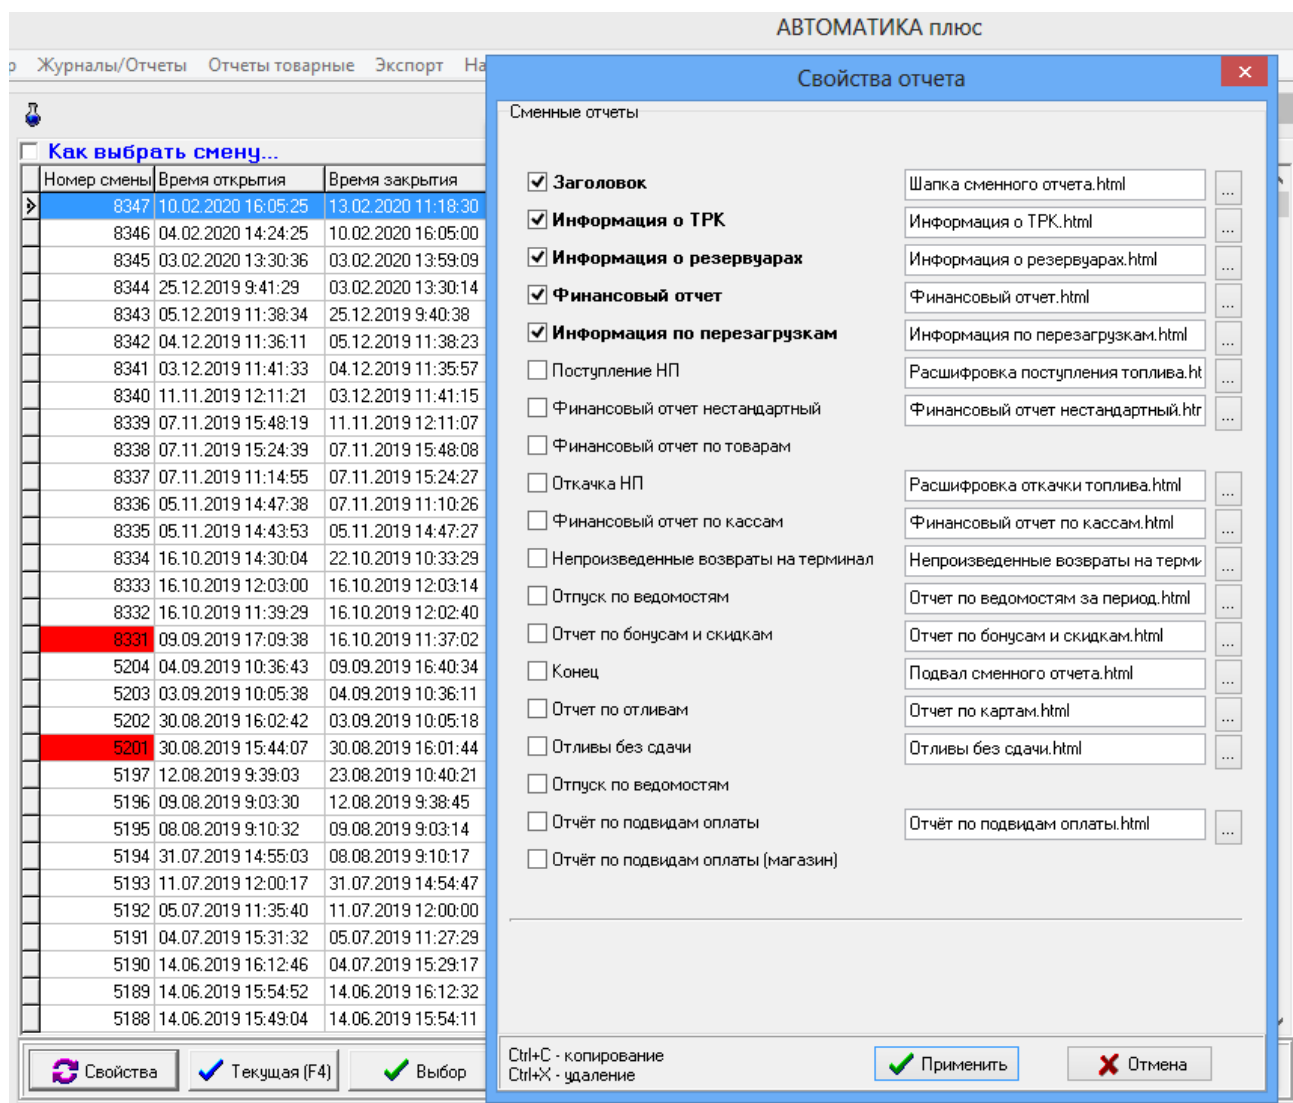 АВТОМАТИКА плюс
р Журналы/Отчеты Отчеты товарные Экспорт На
Как выбрать смену...
Номер смены Время открытия Время закрытия
8347 10.02.2020 16:05:25 13.02.2020 11:18:30
8346 04.02.2020 14:24:25 10.02.2020 16:05:00
8345 03.02.2020 13:30:36 03.02.2020 13:59:09
8344 25.12.2019 9:41:29 03.02.2020 13:30:14
8343 05.12.2019 11:38:34 25.12.2019 9:40:38
8342 04.12.2019 11:36:11 05.12.2019 11:38:23
8341 03.12.2019 11:41:33 04.12.2019 11:35:57
8340 11.11.2019 12:11:21 03.12.2019 11:41:15
8339 07.11.2019 15:48:19 11.11.2019 12:11:07
8338 07.11.2019 15:24:39 07.11.2019 15:48:08
8337 07.11.2019 11:14:55 07.11.2019 15:24:27
8336 05.11.2019 14:47:38 07.11.2019 11:10:26
8335 05.11.2019 14:43:53 05.11.2019 14:47:27
8334 16.10.2019 14:30:04 22.10.2019 10:33:29
8333 16.10.2019 12:03:00 16.10.2019 12:03:14
8332 16.10.2019 11:39:29 16.10.2019 12:02:40
8331 09.09.2019 17:09:38 16.10.2019 11:37:02
5204 04.09.2019 10:36:43 09.09.2019 16:40:34
5203 03.09.2019 10:05:38 04.09.2019 10:36:11
5202 30.08.2019 16:02:42 03.09.2019 10:05:18
5201 30.08.2019 15:44:07 30.08.2019 16:01:44
5197 12.08.2019 9:39:03 23.08.2019 10:40:21
5196 09.08.2019 9:03:30 12.08.2019 9:38:45
5195 08.08.2019 9:10:32 09.08.2019 9:03:14
5194 31.07.2019 14:55:03 08.08.2019 9:10:17
5193 11.07.2019 12:00:17 31.07.2019 14:54:47
5192 05.07.2019 11:35:40 11.07.2019 12:00:00
5191 04.07.2019 15:31:32 05.07.2019 11:27:29
5190 14.06.2019 16:12:46 04.07.2019 15:29:17
5189 14.06.2019 15:54:52 14.06.2019 16:12:32
5188 14.06.2019 15:49:04 14.06.2019 15:54:11
Свойства Текущая (F4) Выбор
Свойства отчета
Сменные отчеты
Заголовок Шапка сменного отчета.html ...
Информация о ТРК Информация о ТРК.html ...
Информация о резервуарах Информация о резервуарах.html ...
Финансовый отчет Финансовый отчет.html ...
Информация по перезагрузкам Информация по перезагрузкам.html ...
Поступление НП Расшифровка поступления топлива.ht ...
Финансовый отчет нестандартный Финансовый отчет нестандартный.htr ...
Финансовый отчет по товарам
Откачка НП Расшифровка откачки топлива.html ...
Финансовый отчет по кассам Финансовый отчет по кассам.html ...
Непроизведенные возвраты на терминал Непроизведенные возвраты на терми ...
Отпуск по ведомостям Отчет по ведомостям за период.html ...
Отчет по бонусам и скидкам Отчет по бонусам и скидкам.html ...
Конец Подвал сменного отчета.html ...
Отчет по отливам Отчет по картам.html ...
Отливы без сдачи Отливы без сдачи.html ...
Отпуск по ведомостям
Отчёт по подвидам оплаты Отчёт по подвидам оплаты.html ...
Отчёт по подвидам оплаты (магазин)
Ctrl+C - копирование
Ctrl+X - удаление
Применить Отмена